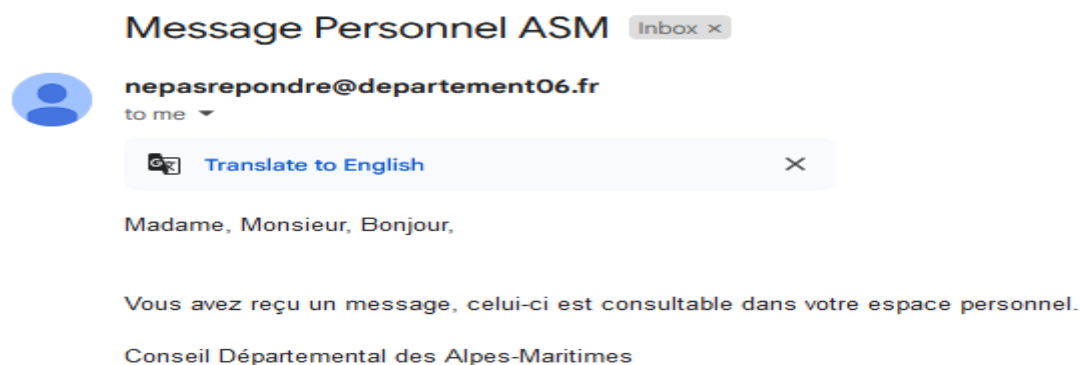 Message Personnel ASM Inbox ×
nepasrepondre@departement06.fr
to me
Translate to English
Madame, Monsieur, Bonjour,
Vous avez reçu un message, celui-ci est consultable dans votre espace personnel.
Conseil Départemental des Alpes-Maritimes